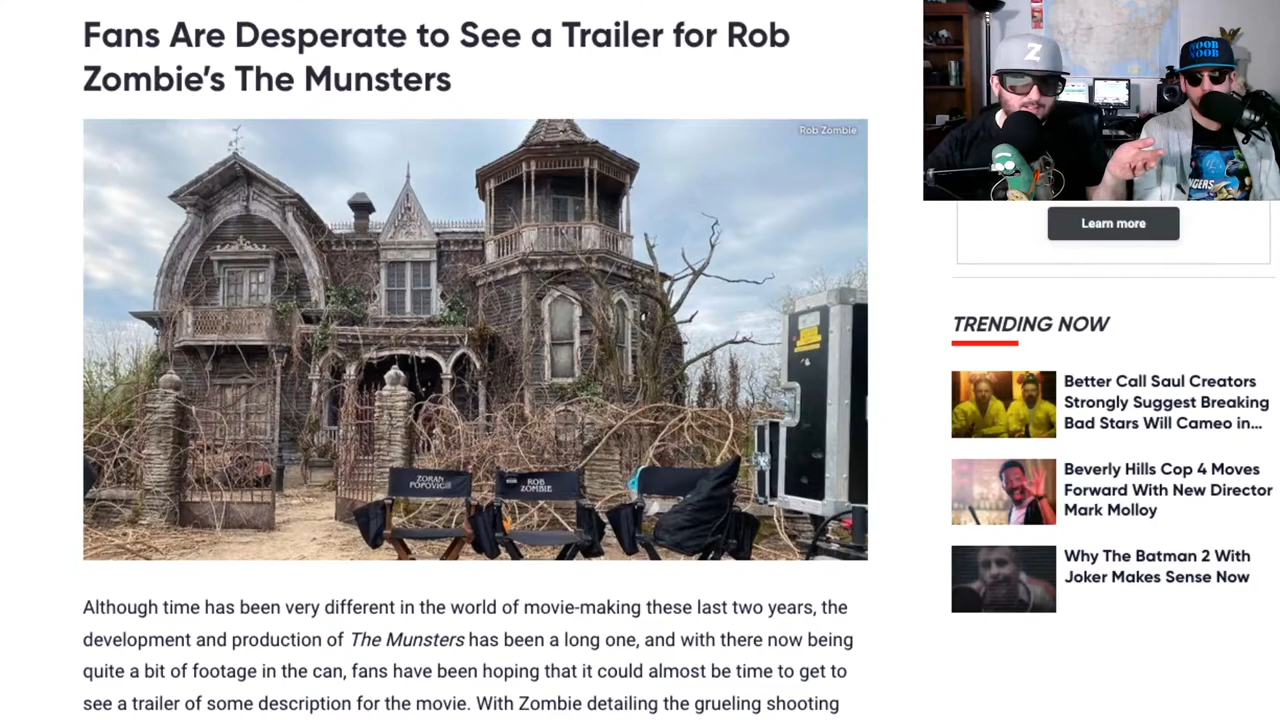 Fans Are Desperate to See a Trailer for Rob
Zombie's The Munsters
Rob Zombie
ZORAN
POPOVIC
ROB
ZOMBIE
Although time has been very different in the world of movie-making these last two years, the
development and production of The Munsters has been a long one, and with there now being
quite a bit of footage in the can, fans have been hoping that it could almost be time to get to
see a trailer of some description for the movie. With Zombie detailing the grueling shooting
Z
NOOB
NOOB
Learn more
TRENDING NOW
Better Call Saul Creators
Strongly Suggest Breaking
Bad Stars Will Cameo in...
Beverly Hills Cop 4 Moves
Forward With New Director
Mark Molloy
Why The Batman 2 With
Joker Makes Sense Now